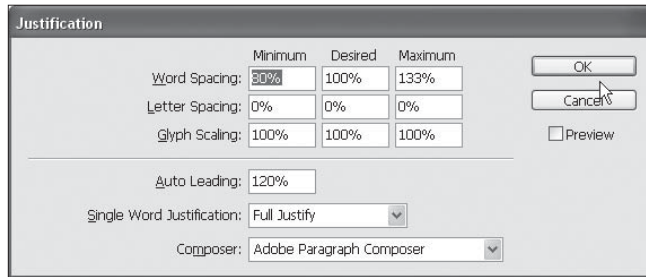 Justification
Minimum Desired Maximum
Word Spacing: 80% 100% 133%
OK
Letter Spacing: 0% 0% 0%
Cancel
Glyph Scaling: 100% 100% 100%
Preview
Auto Leading: 120%
Single Word Justification: Full Justify
Composer: Adobe Paragraph Composer